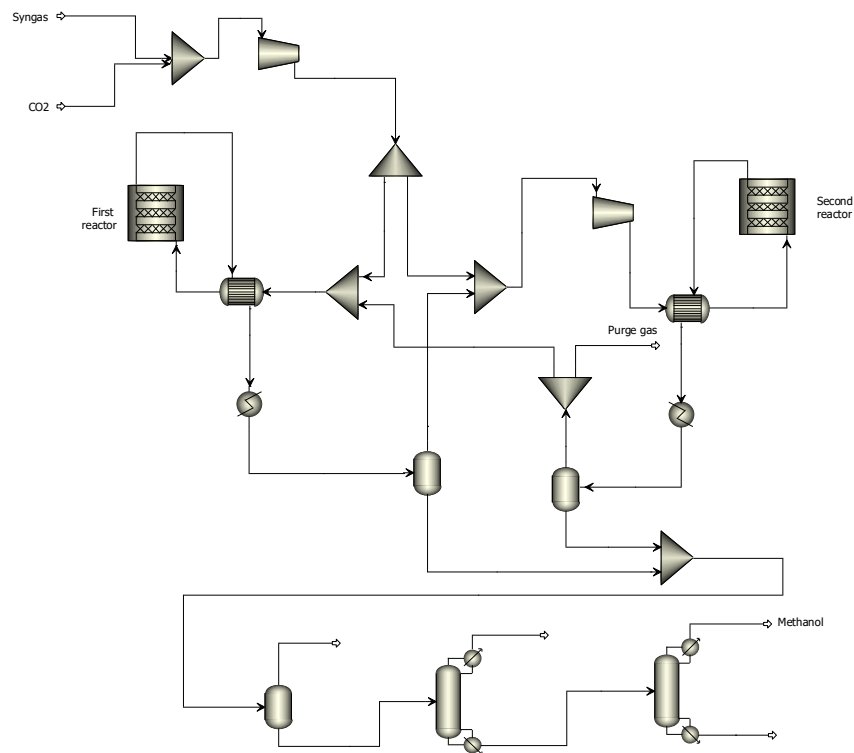 Syngas
CO2
First
reactor
Second
reactor
Purge gas
Methanol